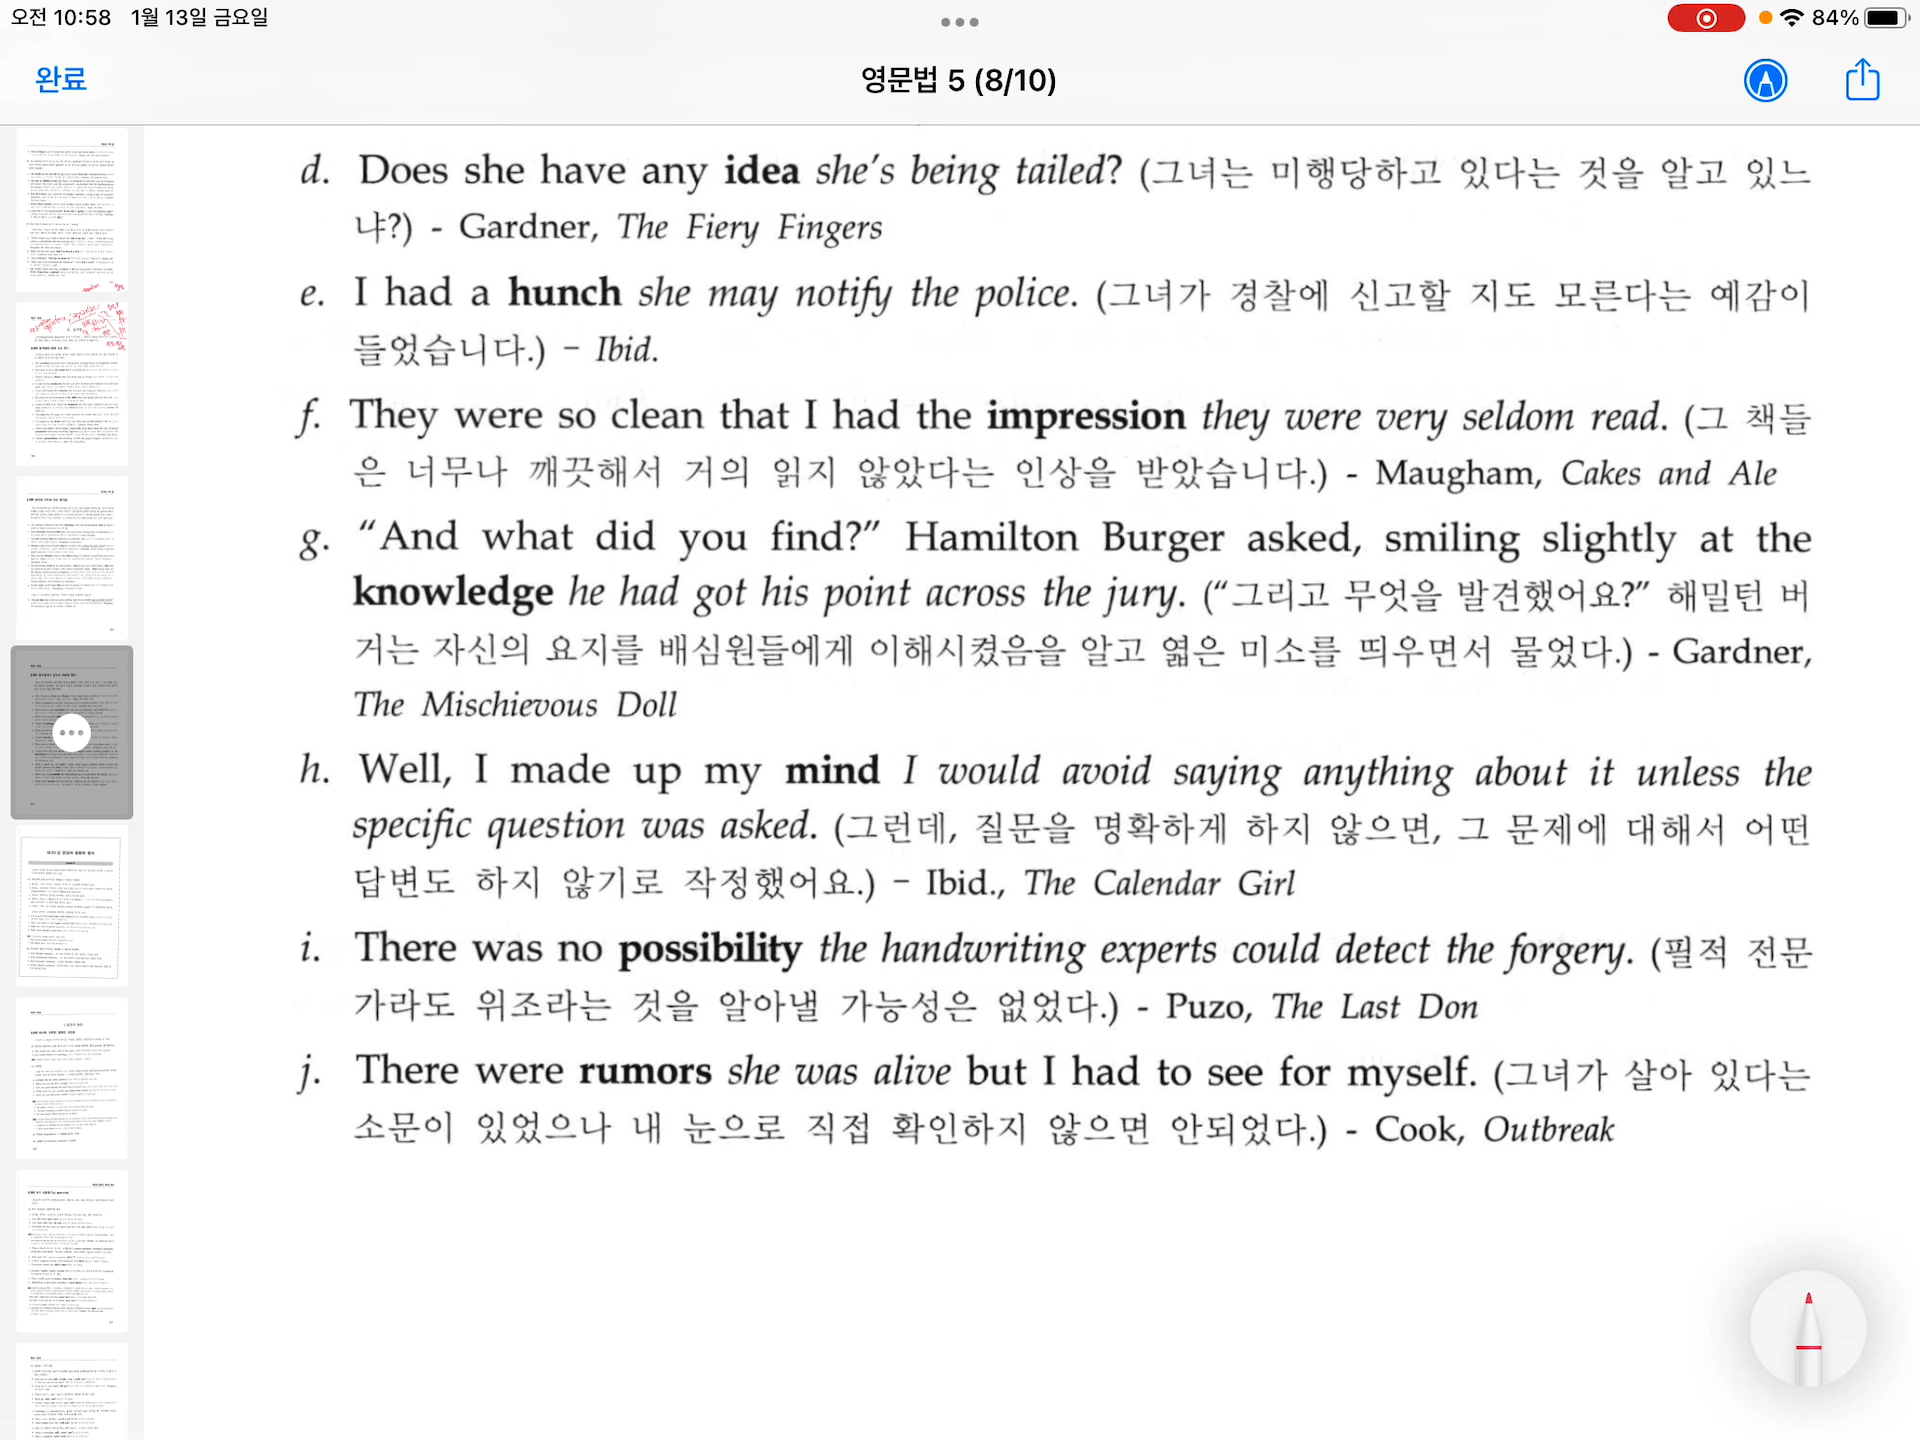 오전 10:58 1월 13일 금요일
84%
완료
영문법 5 (8/10)
d. Does she have any idea she's being tailed? (그녀는 미행당하고 있다는 것을 알고 있느
냐?) - Gardner, The Fiery Fingers
e. I had a hunch she may notify the police. (그녀가 경찰에 신고할 지도 모른다는 예감이
들었습니다.) - Ibid.
f. They were so clean that I had the impression they were very seldom read. (그 책들
은 너무나 깨끗해서 거의 읽지 않았다는 인상을 받았습니다.) - Maugham, Cakes and Ale
g. “And what did you find?” Hamilton Burger asked, smiling slightly at the
knowledge he had got his point across the jury. (“그리고 무엇을 발견했어요?” 해밀턴 버
거는 자신의 요지를 배심원들에게 이해시켰음을 알고 엷은 미소를 띄우면서 물었다.) - Gardner,
The Mischievous Doll
h. Well, I made up my mind I would avoid saying anything about it unless the
specific question was asked. (그런데, 질문을 명확하게 하지 않으면, 그 문제에 대해서 어떤
답변도 하지 않기로 작정했어요.) - Ibid., The Calendar Girl
i. There was no possibility the handwriting experts could detect the forgery. (필적 전문
가라도 위조라는 것을 알아낼 가능성은 없었다.) - Puzo, The Last Don
j. There were rumors she was alive but I had to see for myself. (그녀가 살아 있다는
소문이 있었으나 내 눈으로 직접 확인하지 않으면 안되었다.) - Cook, Outbreak